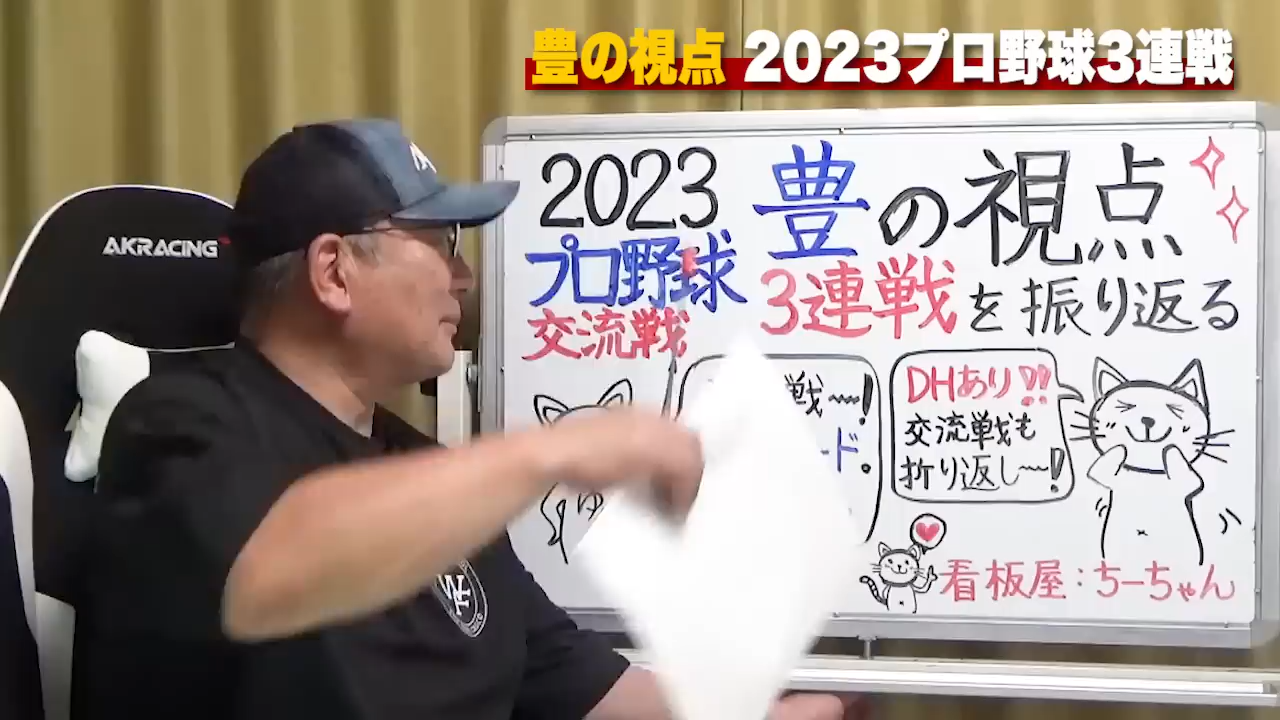 豊の視点 2023プロ野球3連戦
AKRACING
2023 豊の視点
プロ野球 3連戦を振り返る
交流戦
戦〜!
ド。
DHあり!!
交流戦も
折り返し〜!
看板屋:ちーちゃん